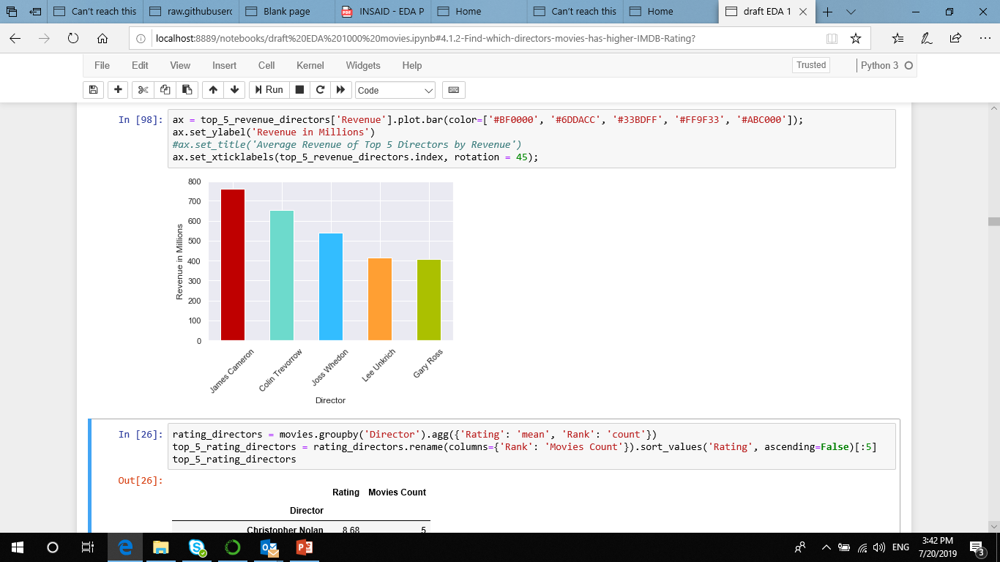 Can't reach this
raw.githubuserc
Blank page
INSAID - EDA P
Home
Can't reach this
Home
draft EDA 1
localhost:8889/notebooks/draft%20EDA%201000%20movies.ipynb#4.1.2-Find-which-directors-movies-has-higher-IMDB-Rating?
File Edit View Insert Cell Kernel Widgets Help
Trusted
Python 3
Run
Code
In [98]:
ax = top_5_revenue_directors['Revenue'].plot.bar(color=['#BF0000', '#6DDACC', '#33BDFF', '#FF9F33', '#ABC000']);
ax.set_ylabel('Revenue in Millions')
#ax.set_title('Average Revenue of Top 5 Directors by Revenue')
ax.set_xticklabels(top_5_revenue_directors.index, rotation = 45);
800
700
600
500
400
300
200
100
0
Revenue in Millions
James Cameron
Colin Trevorrow
Joss Whedon
Lee Unkrich
Gary Ross
Director
In [26]:
rating_directors = movies.groupby('Director').agg({'Rating': 'mean', 'Rank': 'count'})
top_5_rating_directors = rating_directors.rename(columns={'Rank': 'Movies Count'}).sort_values('Rating', ascending=False)[:5]
top_5_rating_directors
Out[26]:
Rating Movies Count
Director
Christopher Nolan 8.68 5
ENG
3:42 PM
7/20/2019
3